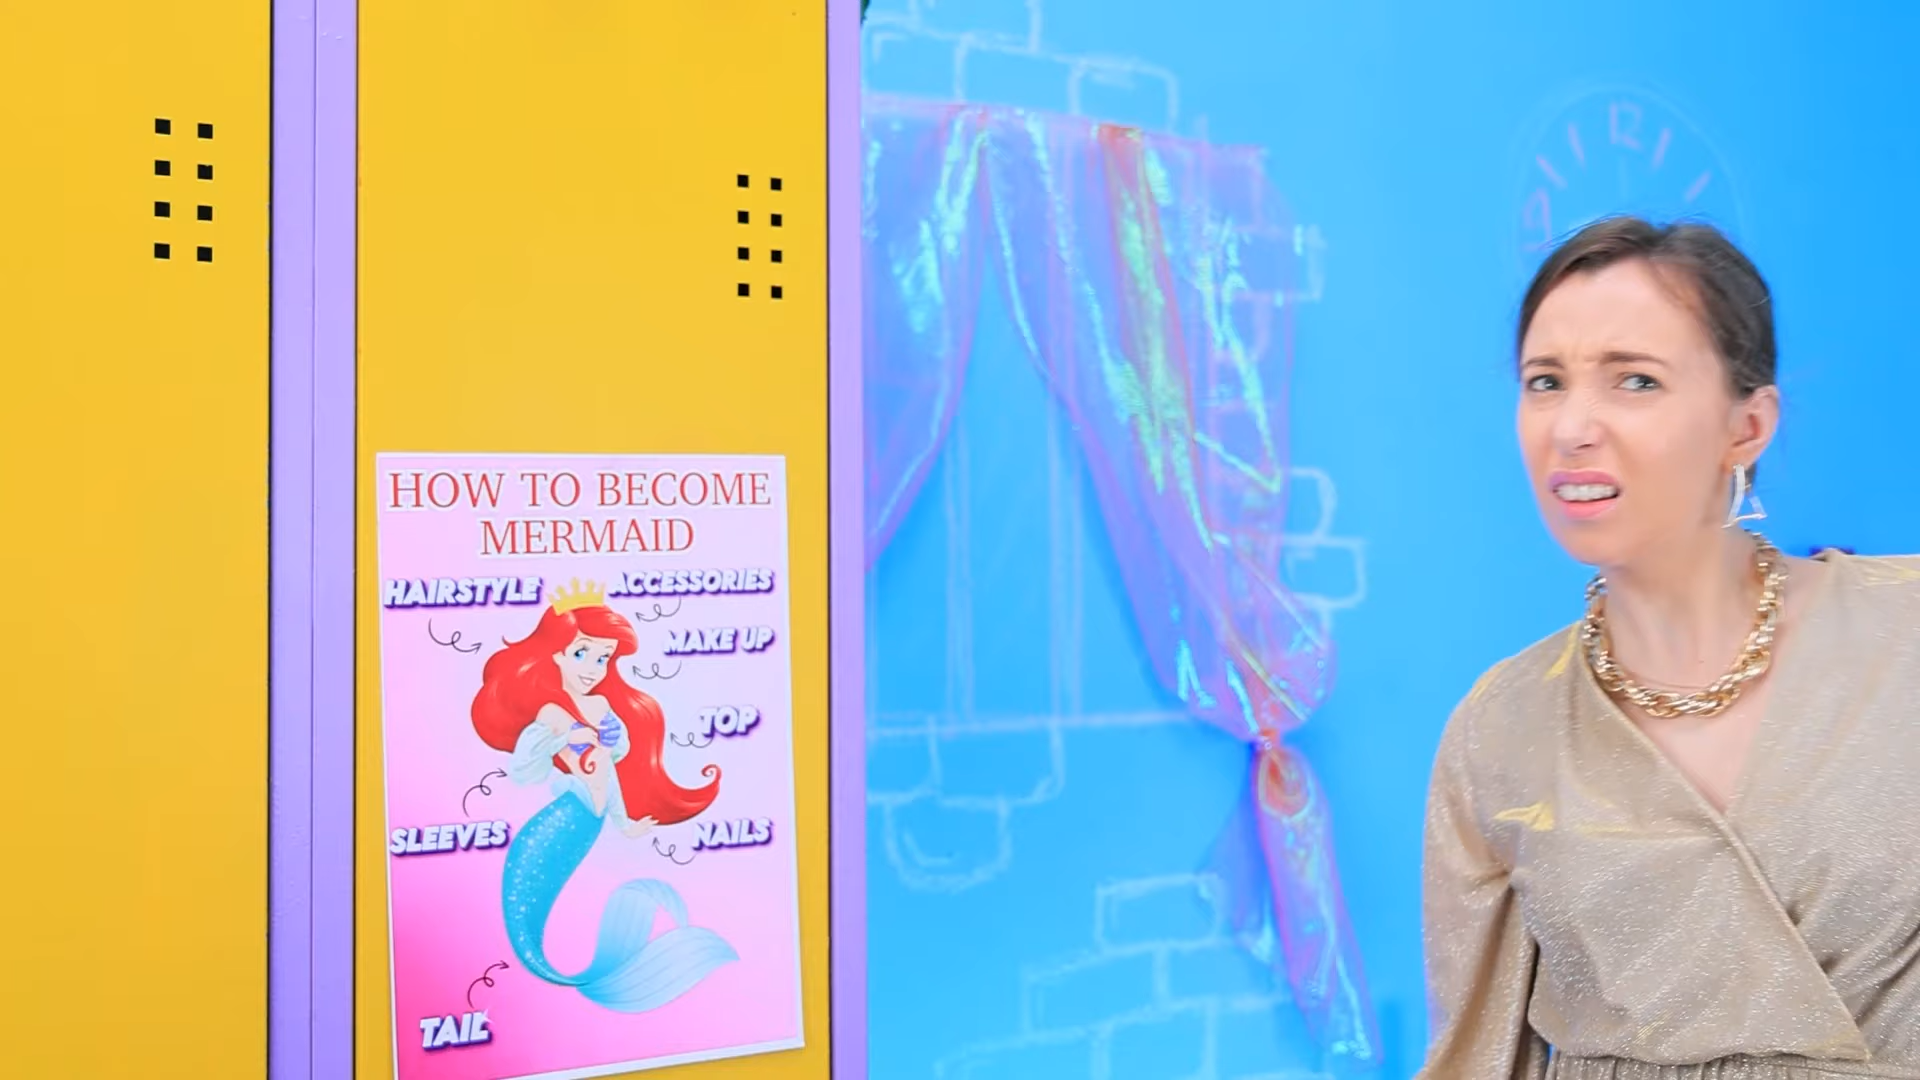 HOW TO BECOME
MERMAID
HAIRSTYLE
ACCESSORIES
MAKE UP
TOP
SLEEVES
NAILS
TAIL